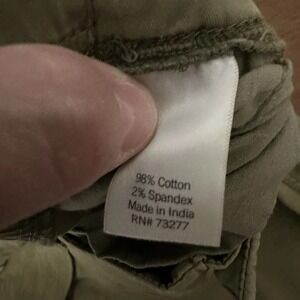 98% Cotton
2% Spandex
Made in India
RN# 73277